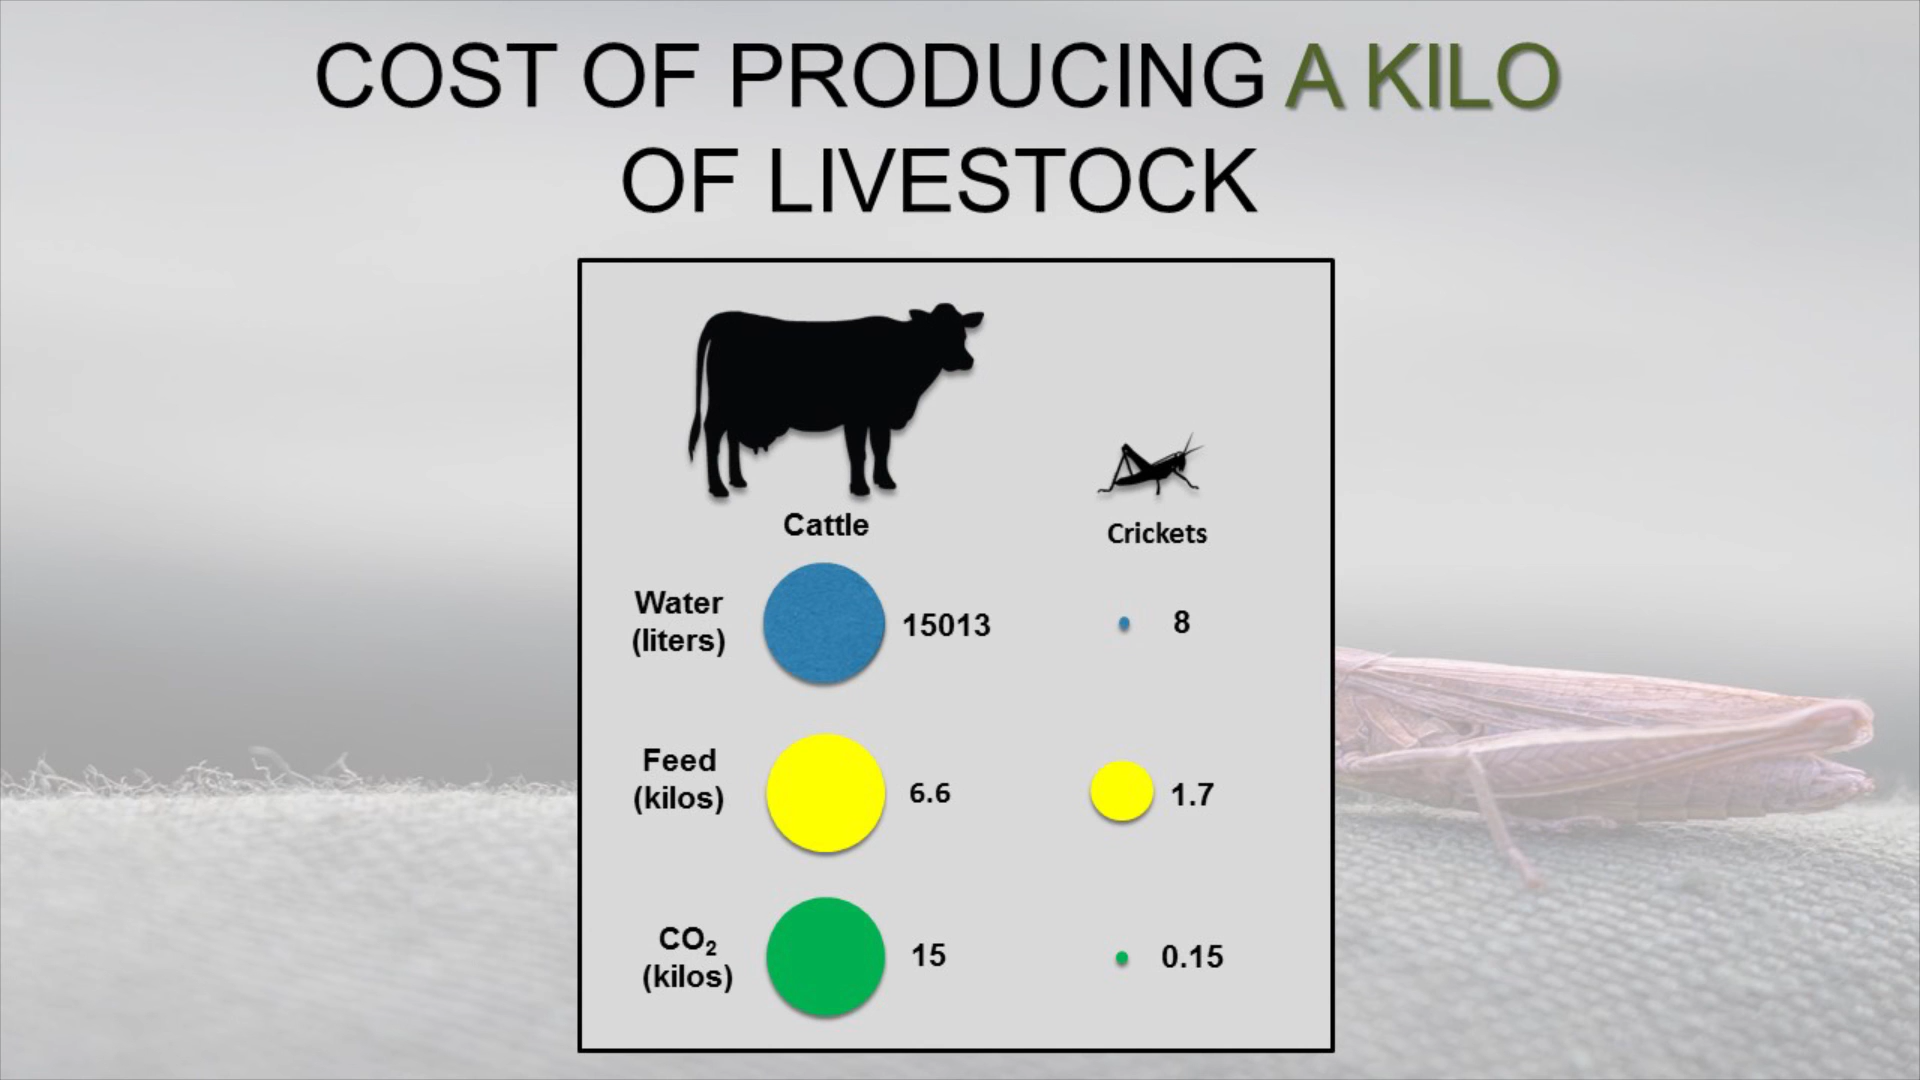 COST OF PRODUCING A KILO
OF LIVESTOCK
Cattle
Crickets
Water
(liters)
15013
8
Feed
(kilos)
6.6
1.7
CO₂
(kilos)
15
0.15